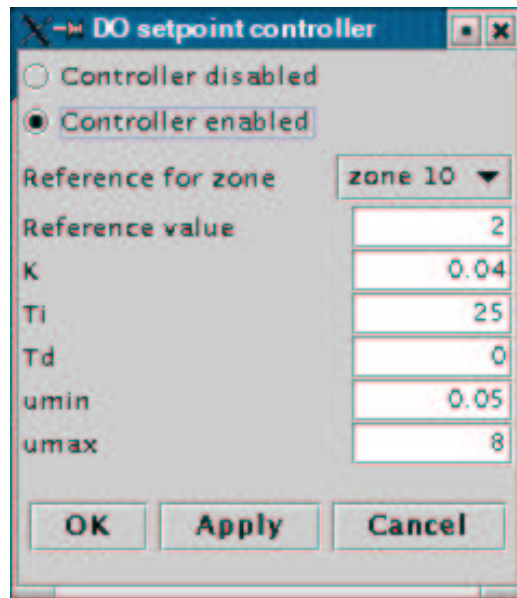 DO setpoint controller
Controller disabled
Controller enabled
Reference for zone zone 10
Reference value 2
K 0.04
Ti 25
Td 0
umin 0.05
umax 8
OK Apply Cancel